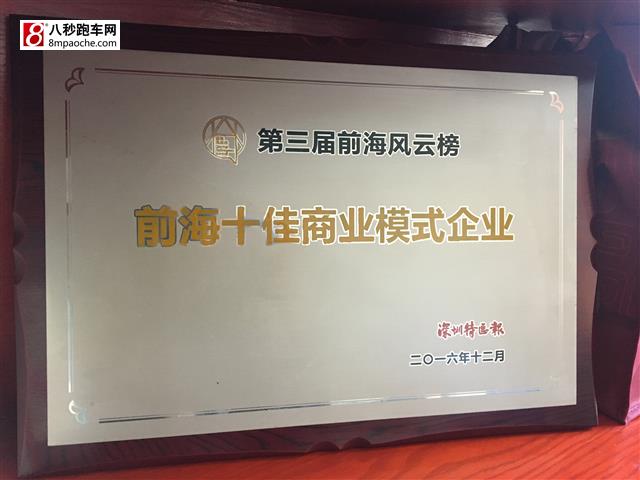 8
八秒跑车网
8mpaoche.com
第三届前海风云榜
前海十佳商业模式企业
深圳特区报
二〇一六年十二月